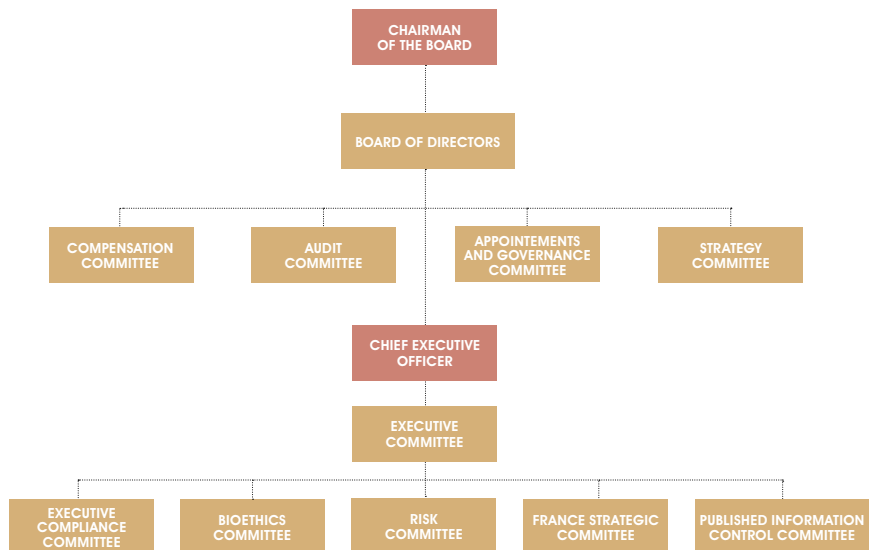 CHAIRMAN
OF THE BOARD
BOARD OF DIRECTORS
COMPENSATION
COMMITTEE
AUDIT
COMMITTEE
APPOINTEMENTS
AND GOVERNANCE
COMMITTEE
STRATEGY
COMMITTEE
CHIEF EXECUTIVE
OFFICER
EXECUTIVE
COMMITTEE
EXECUTIVE
COMPLIANCE
COMMITTEE
BIOETHICS
COMMITTEE
RISK
COMMITTEE
FRANCE STRATEGIC
COMMITTEE
PUBLISHED INFORMATION
CONTROL COMMITTEE